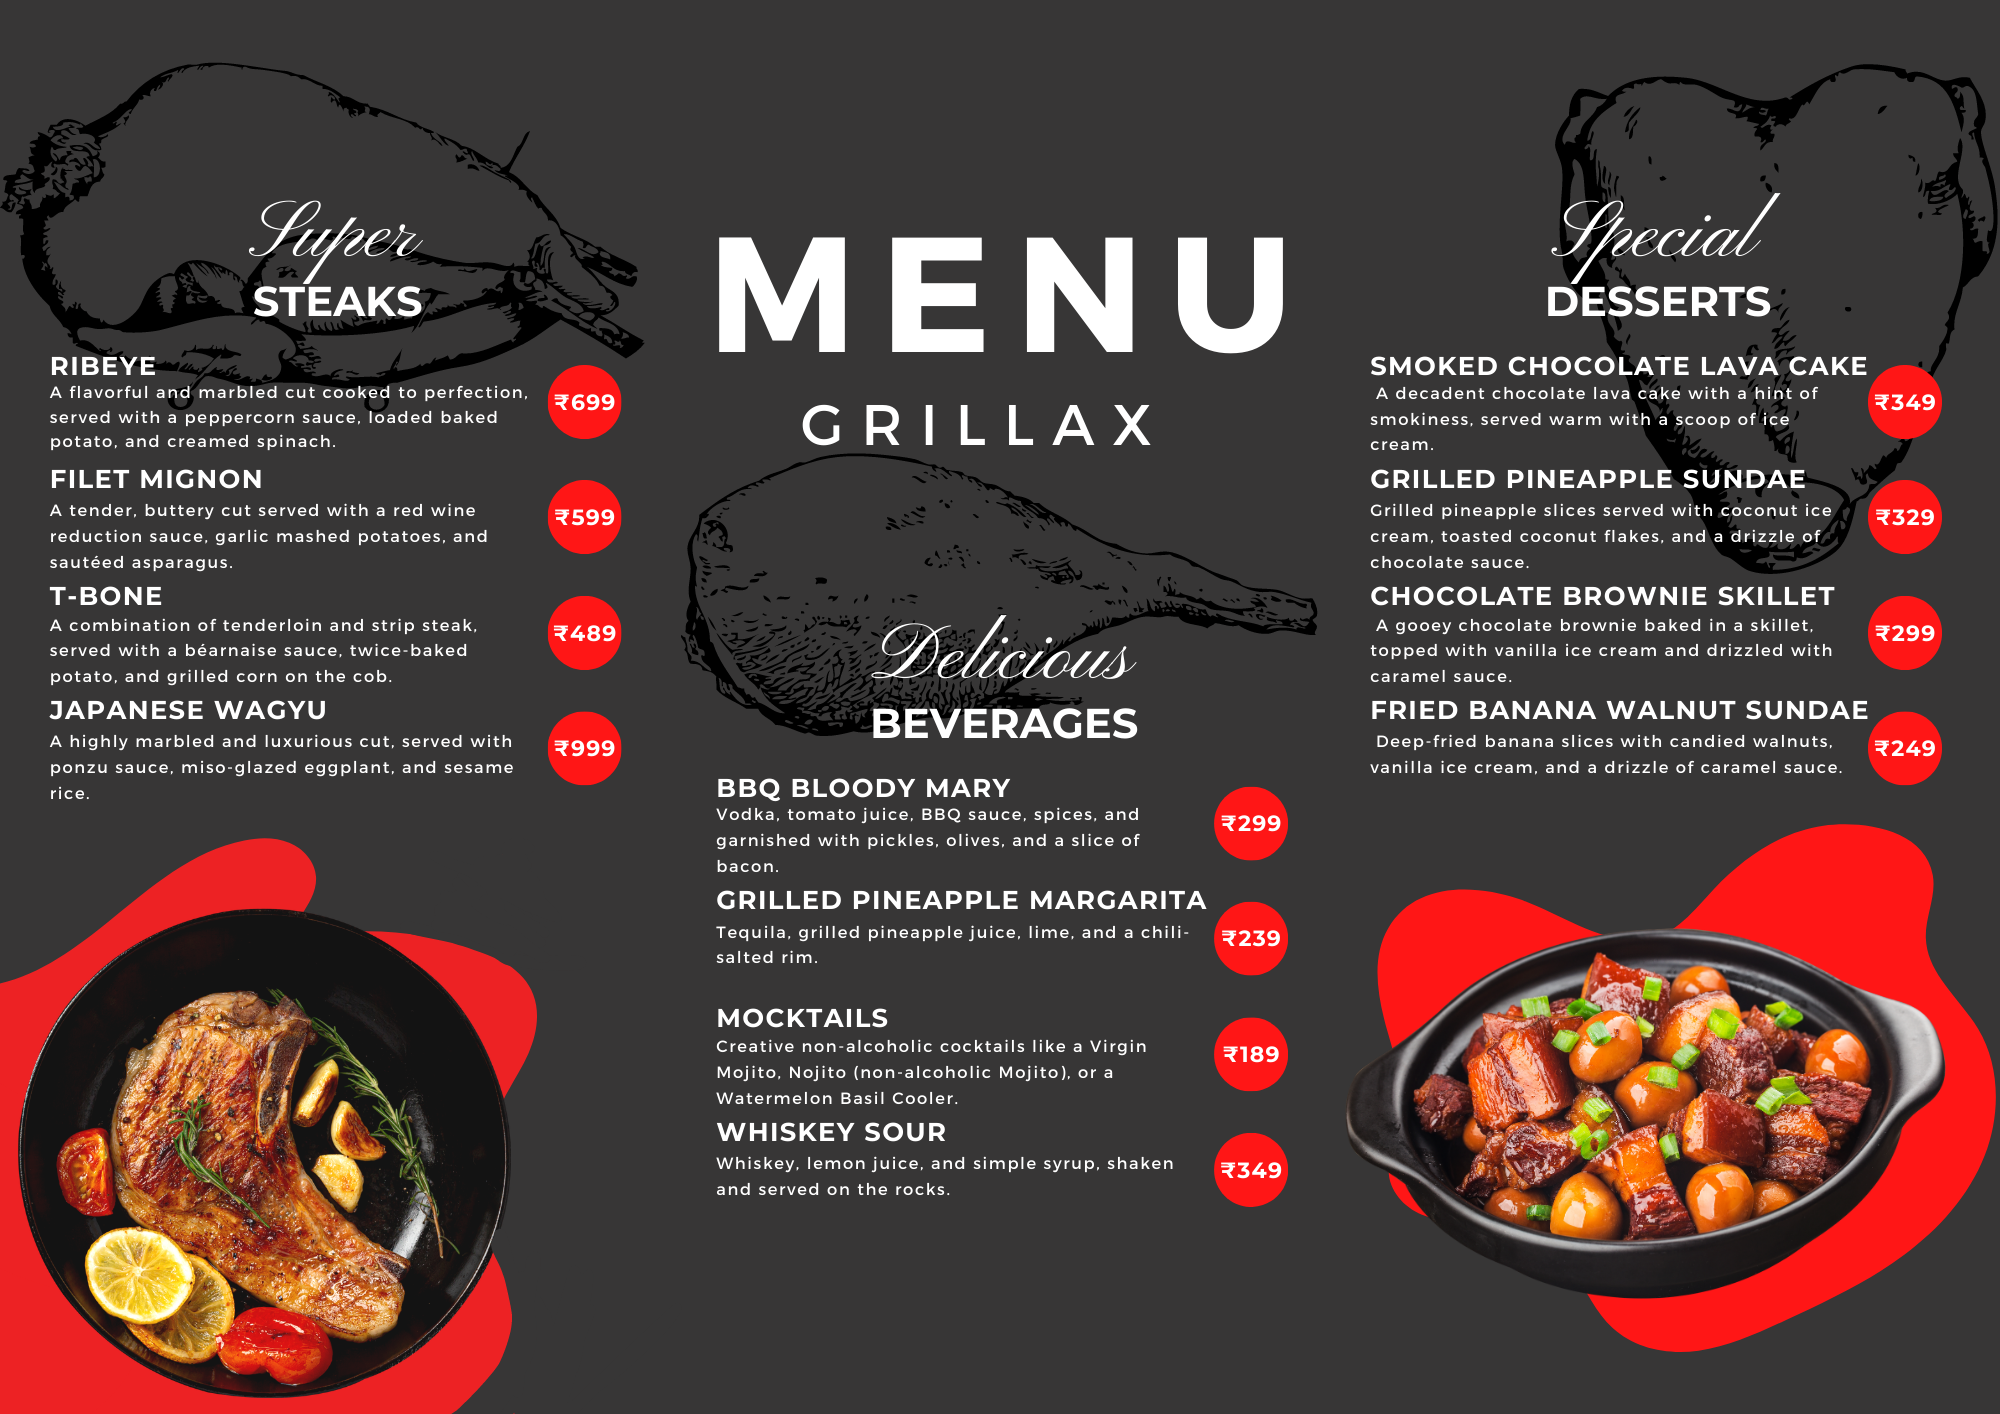 Super
STEAKS
RIBEYE
A flavorful and marbled cut cooked to perfection,
served with a peppercorn sauce, loaded baked
potato, and creamed spinach.
₹699
FILET MIGNON
A tender, buttery cut served with a red wine
reduction sauce, garlic mashed potatoes, and
sautéed asparagus.
₹599
T-BONE
A combination of tenderloin and strip steak,
served with a béarnaise sauce, twice-baked
potato, and grilled corn on the cob.
₹489
JAPANESE WAGYU
A highly marbled and luxurious cut, served with
ponzu sauce, miso-glazed eggplant, and sesame
rice.
₹999
MENU
GRILLAX
Delicious
BEVERAGES
BBQ BLOODY MARY
Vodka, tomato juice, BBQ sauce, spices, and
garnished with pickles, olives, and a slice of
bacon.
₹299
GRILLED PINEAPPLE MARGARITA
Tequila, grilled pineapple juice, lime, and a chili-
salted rim.
₹239
MOCKTAILS
Creative non-alcoholic cocktails like a Virgin
Mojito, Nojito (non-alcoholic Mojito), or a
Watermelon Basil Cooler.
₹189
WHISKEY SOUR
Whiskey, lemon juice, and simple syrup, shaken
and served on the rocks.
₹349
Special
DESSERTS
SMOKED CHOCOLATE LAVA CAKE
A decadent chocolate lava cake with a hint of
smokiness, served warm with a scoop of ice
cream.
₹349
GRILLED PINEAPPLE SUNDAE
Grilled pineapple slices served with coconut ice
cream, toasted coconut flakes, and a drizzle of
chocolate sauce.
₹329
CHOCOLATE BROWNIE SKILLET
A gooey chocolate brownie baked in a skillet,
topped with vanilla ice cream and drizzled with
caramel sauce.
₹299
FRIED BANANA WALNUT SUNDAE
Deep-fried banana slices with candied walnuts,
vanilla ice cream, and a drizzle of caramel sauce.
₹249